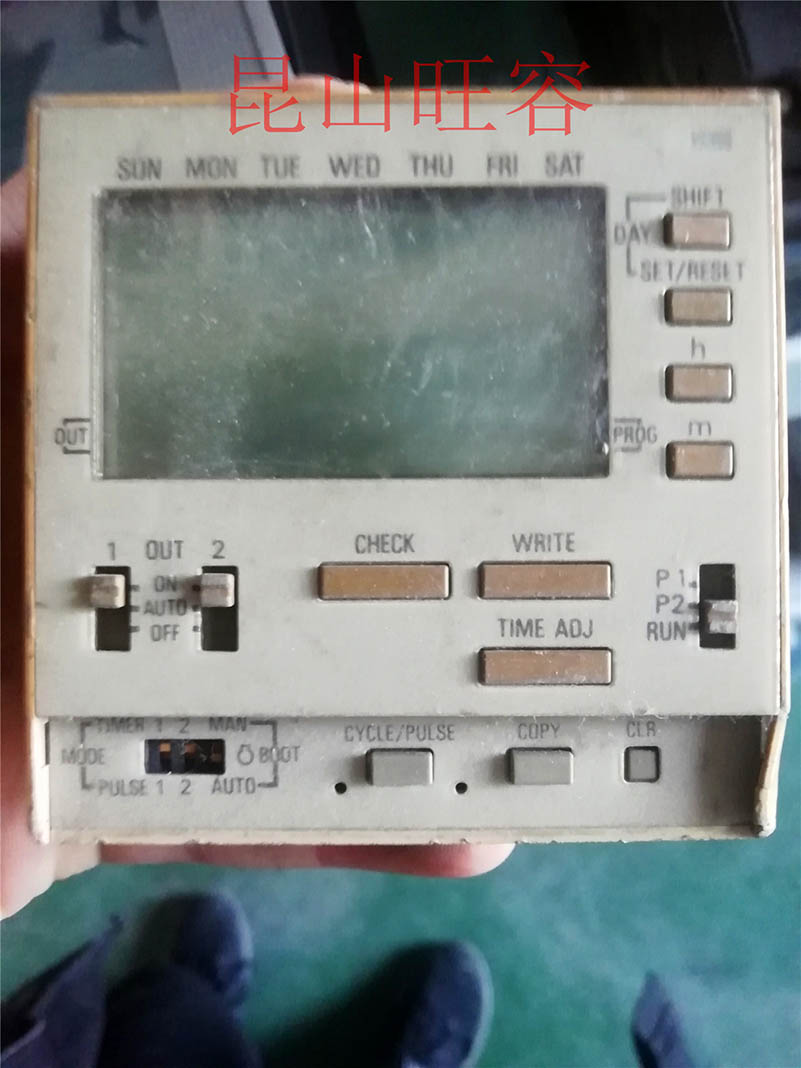 昆山旺容
SUN MON TUE WED THU FRI SAT
SHIFT
DAY
SET/RESET
h
m
OUT
PROG
1 OUT 2
ON
AUTO
OFF
CHECK
WRITE
TIME ADJ
P1
P2
RUN
TIMER 1 2 MAN
MODE
BOOT
PULSE 1 2 AUTO
CYCLE/PULSE
COPY
CLR